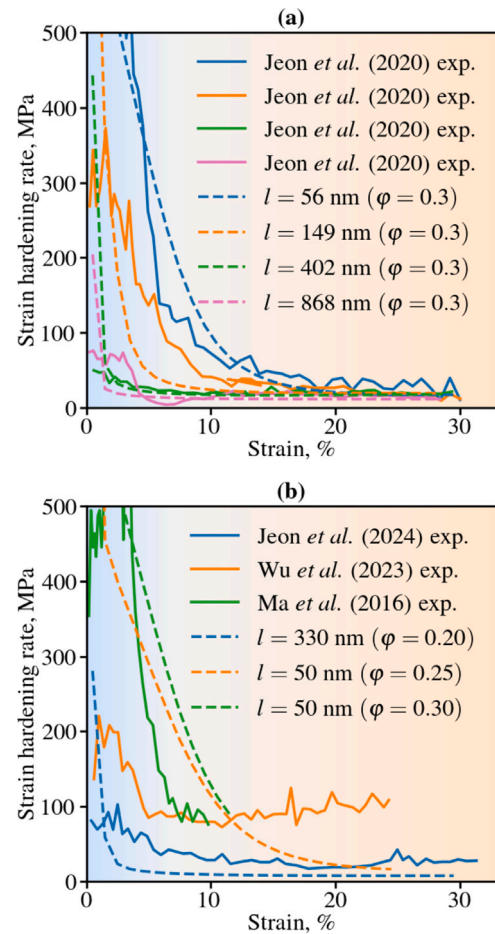 (a)
500
400
300
200
100
0
Strain hardening rate, MPa
Jeon et al. (2020) exp.
Jeon et al. (2020) exp.
Jeon et al. (2020) exp.
Jeon et al. (2020) exp.
l = 56 nm (φ = 0.3)
l = 149 nm (φ = 0.3)
l = 402 nm (φ = 0.3)
l = 868 nm (φ = 0.3)
0 10 20 30
Strain, %
(b)
500
400
300
200
100
0
Strain hardening rate, MPa
Jeon et al. (2024) exp.
Wu et al. (2023) exp.
Ma et al. (2016) exp.
l = 330 nm (φ = 0.20)
l = 50 nm (φ = 0.25)
l = 50 nm (φ = 0.30)
0 10 20 30
Strain, %